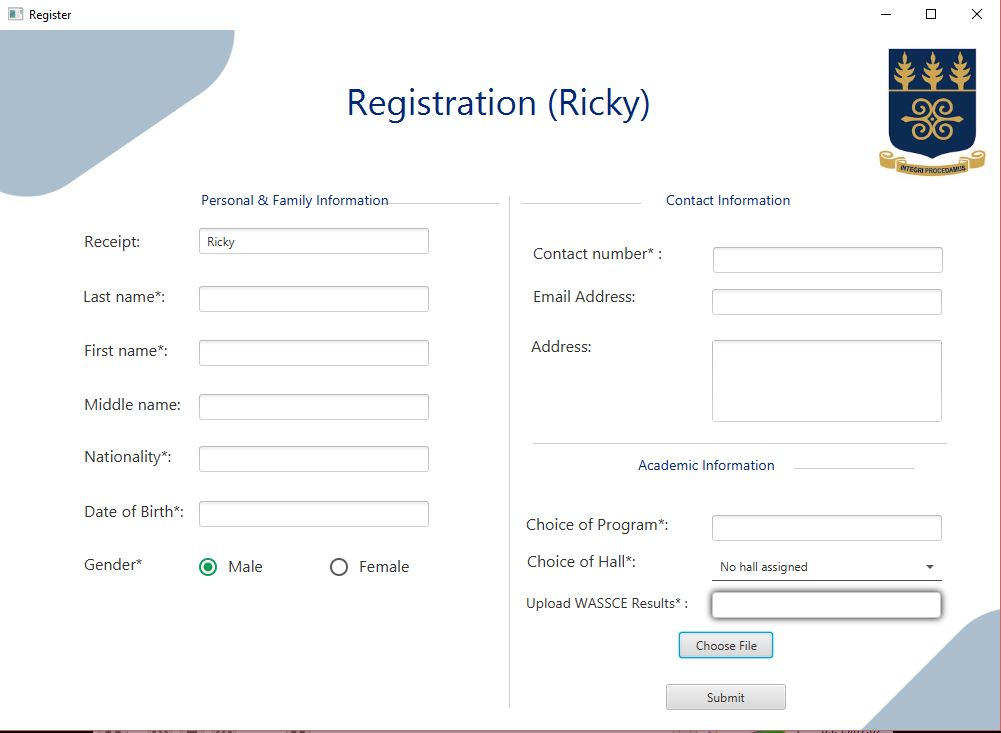 Register
Registration (Ricky)
INTEGRI PROCEDAMUS
Personal & Family Information
Receipt:
Ricky
Last name*:
First name*:
Middle name:
Nationality*:
Date of Birth*:
Gender*
Male
Female
Contact Information
Contact number* :
Email Address:
Address:
Academic Information
Choice of Program*:
Choice of Hall*:
No hall assigned
Upload WASSCE Results* :
Choose File
Submit